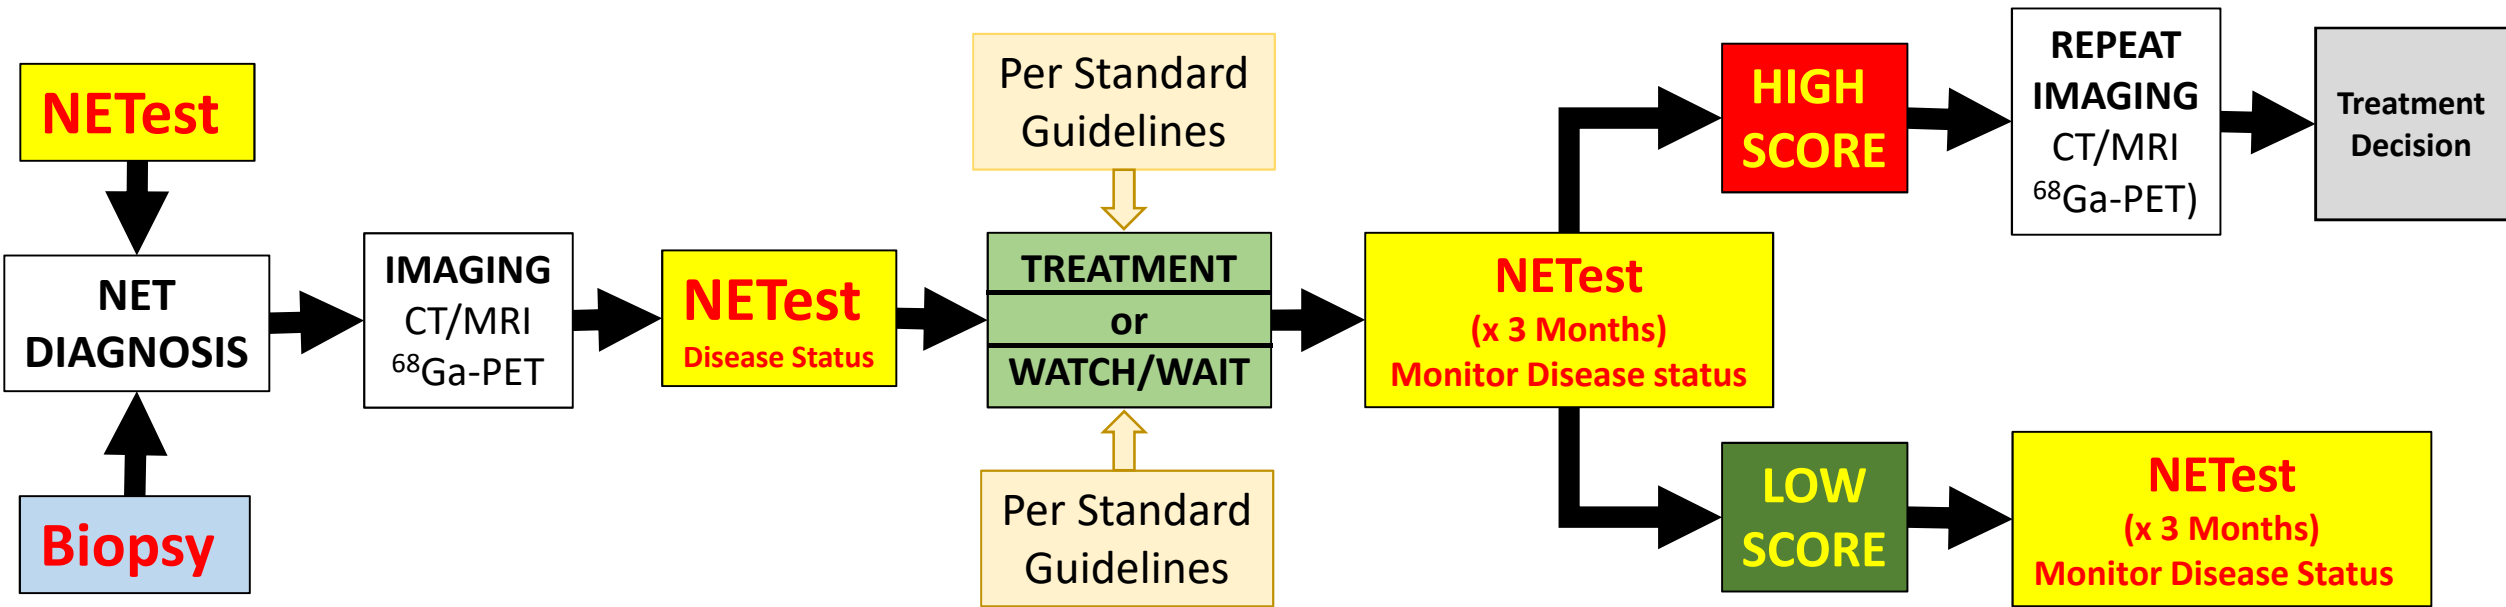 NETest
NET
DIAGNOSIS
Biopsy
IMAGING
CT/MRI
⁶⁸Ga-PET
NETest
Disease Status
Per Standard
Guidelines
TREATMENT
or
WATCH/WAIT
Per Standard
Guidelines
NETest
(x 3 Months)
Monitor Disease status
HIGH
SCORE
REPEAT
IMAGING
CT/MRI
⁶⁸Ga-PET)
Treatment
Decision
LOW
SCORE
NETest
(x 3 Months)
Monitor Disease Status